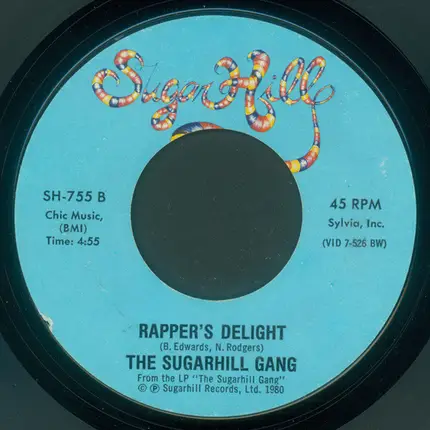 Sugar Hill
SH-755 B
Chic Music,
(BMI)
Time: 4:55
45 RPM
Sylvia, Inc.
(VID 7-526 BW)
RAPPER'S DELIGHT
(B. Edwards, N. Rodgers)
THE SUGARHILL GANG
From the LP "The Sugarhill Gang"
© ℗ Sugarhill Records, Ltd. 1980